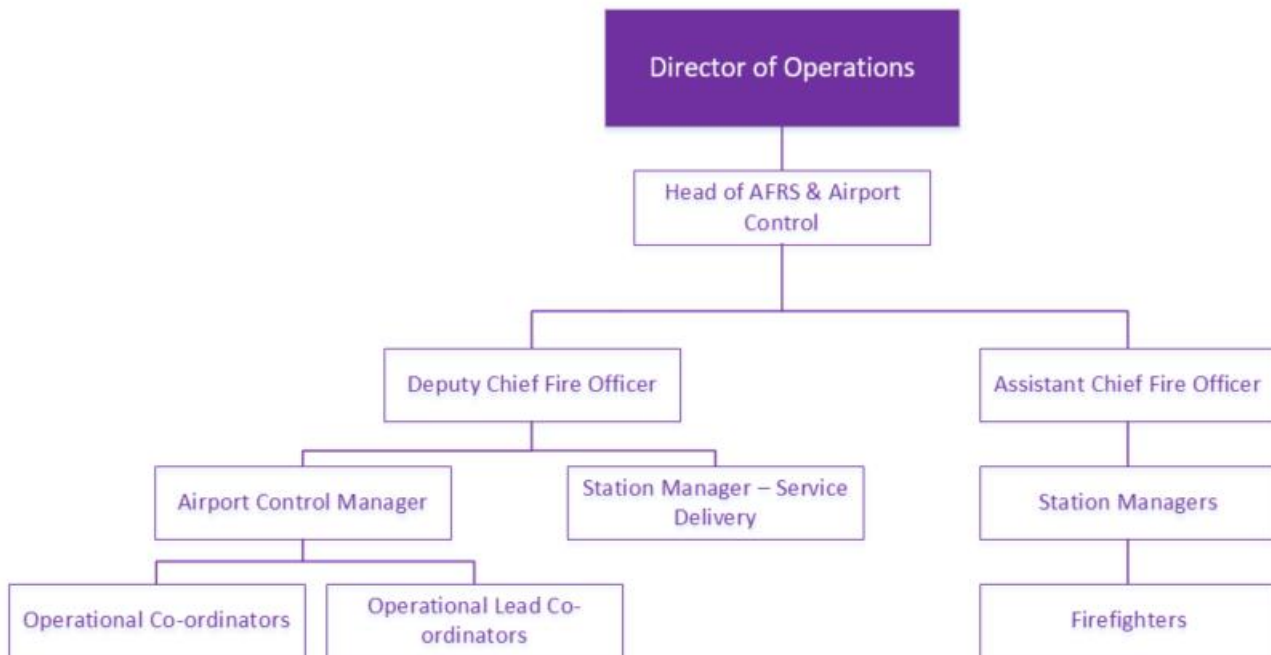 Director of Operations
Head of AFRS & Airport
Control
Deputy Chief Fire Officer
Assistant Chief Fire Officer
Airport Control Manager
Station Manager – Service
Delivery
Station Managers
Operational Co-ordinators
Operational Lead Co-
ordinators
Firefighters